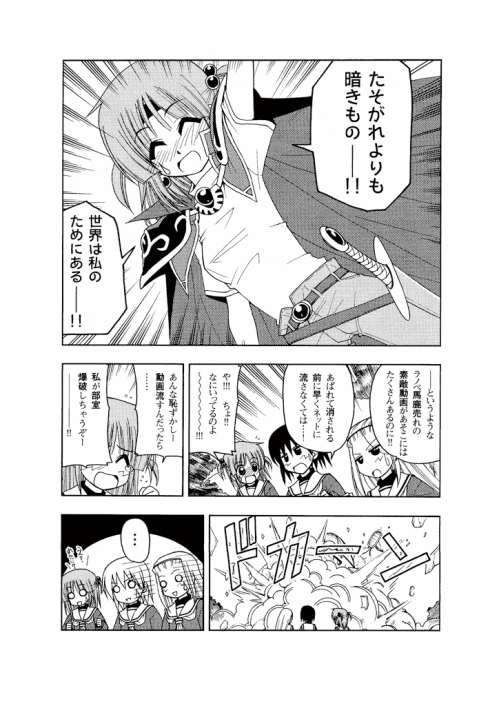 たそがれよりも
暗きもの――!!
世界は私の
ためにある――!!
――というような
ラノベ馬鹿売れの
素敵動画があそこには
たくさんあるのに!!
あばれて消される
前に早くネットに
流さなくては…
や!!! ちょ!!
〜〜〜〜〜〜
なにいってるのよ
あんな恥ずかしー
動画流すんだったら
私が部室
爆破しちゃうぞー
!!!
ドカーーン
…